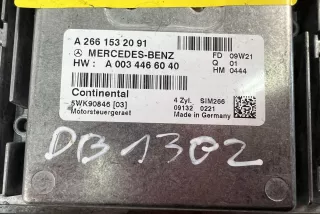 A 266 153 20 91
MERCEDES-BENZ
HW : A 003 446 60 40
FD 09W21
Q 01
HM 0444
Continental
5WK90846 [03]
Motorsteuergeraet
4 Zyl. SIM266
09132 0221
Made in Germany
DB 1302